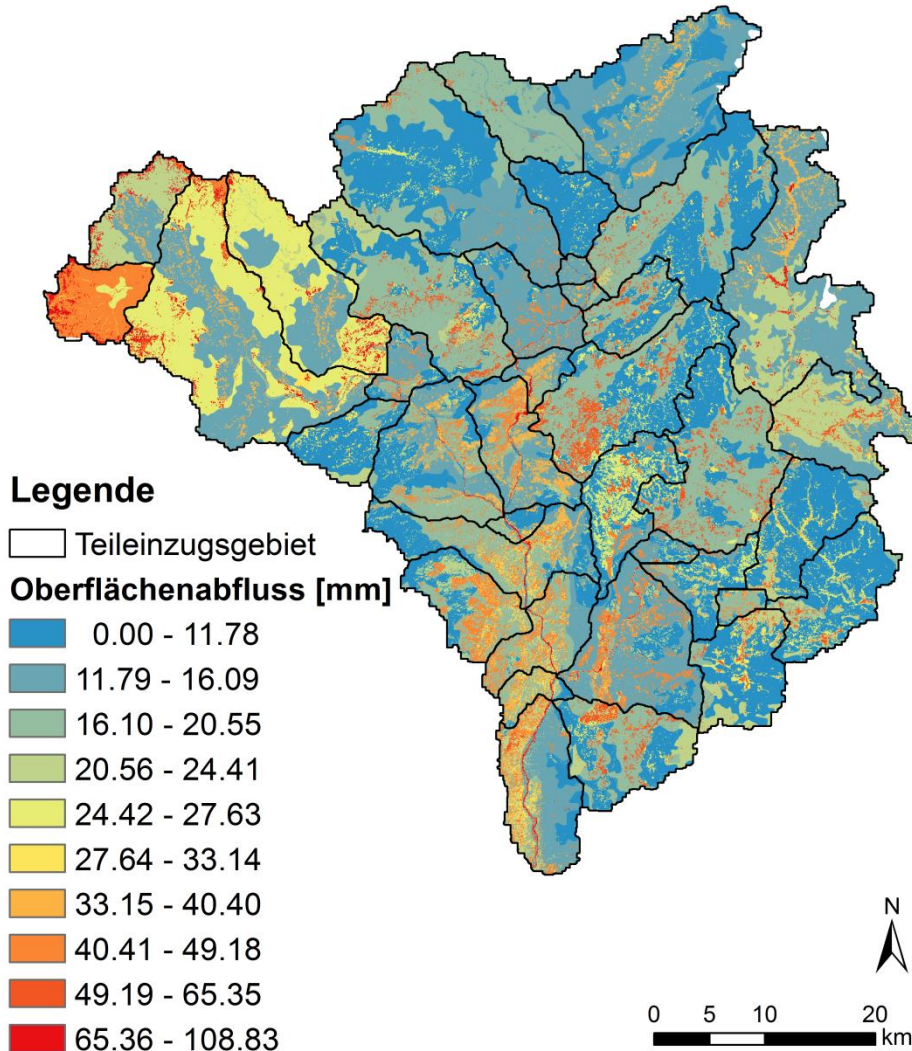 Legende
Teileinzugsgebiet
Oberflächenabfluss [mm]
0.00 - 11.78
11.79 - 16.09
16.10 - 20.55
20.56 - 24.41
24.42 - 27.63
27.64 - 33.14
33.15 - 40.40
40.41 - 49.18
49.19 - 65.35
65.36 - 108.83
N
0 5 10 20
km